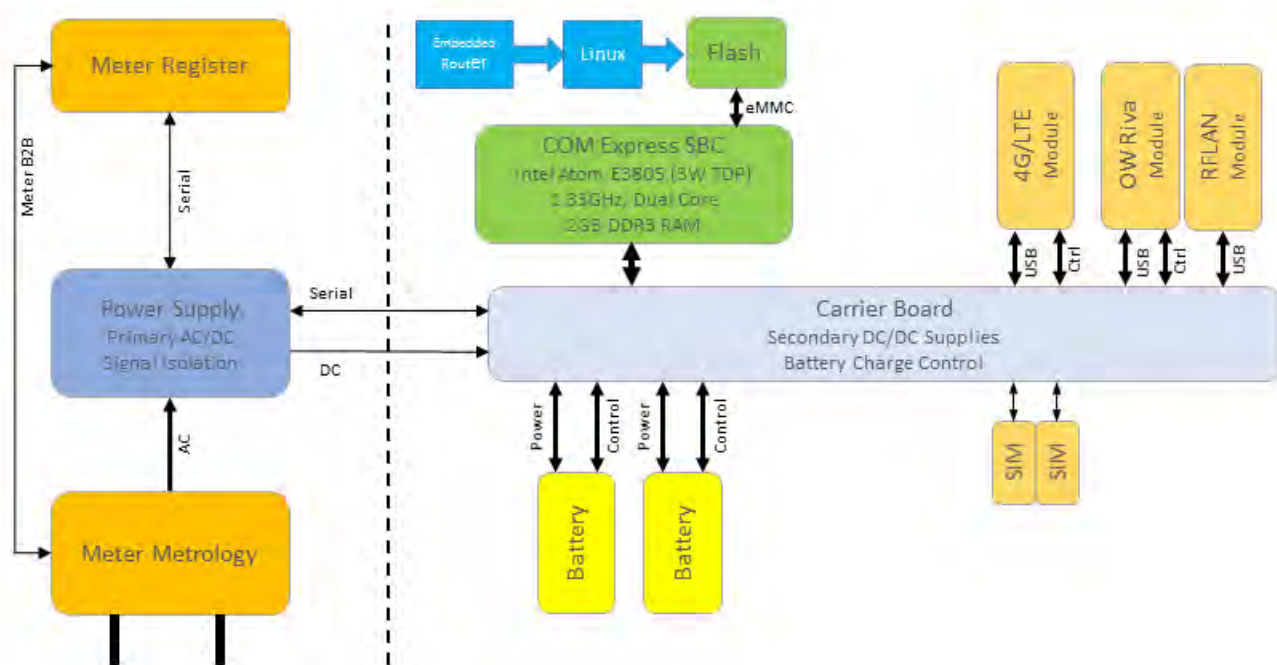 Meter Register
Meter B2B
Serial
Power Supply,
Primary AC/DC
Signal Isolation
AC
Meter Metrology
Serial
DC
Embedded
Router
Linux
Flash
eMMC
COM Express SBC
Intel Atom E3805 (3W TDP)
1.33GHz, Dual Core
2GB DDR3 RAM
Carrier Board
Secondary DC/DC Supplies
Battery Charge Control
4G/LTE
Module
OW Riva
Module
RFLAN
Module
USB
Ctrl
USB
Ctrl
USB
Power
Control
Power
Control
Battery
Battery
SIM
SIM